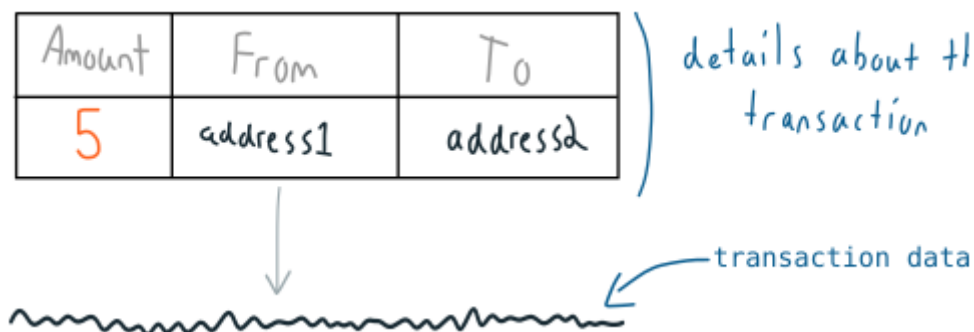 Amount From To
5 address1 address2
details about th
transaction
transaction data